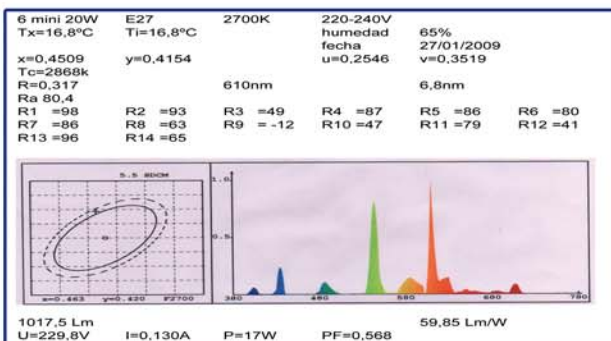 6 mini 20W E27 2700K 220-240V
Tx=16,8ºC Ti=16,8ºC humedad 65%
fecha 27/01/2009
x=0,4509 y=0,4154 u=0,2546 v=0,3519
Tc=2868k
R=0,317 610nm 6,8nm
Ra 80,4
R1 =98 R2 =93 R3 =49 R4 =87 R5 =86 R6 =80
R7 =86 R8 =63 R9 = -12 R10 =47 R11 =79 R12 =41
R13 =96 R14 =65
5.5 SDCM
1.0
0.5
x=0.463 y=0.420 F2700
380 480 580 680 780
1017,5 Lm 59,85 Lm/W
U=229,8V I=0,130A P=17W PF=0,568